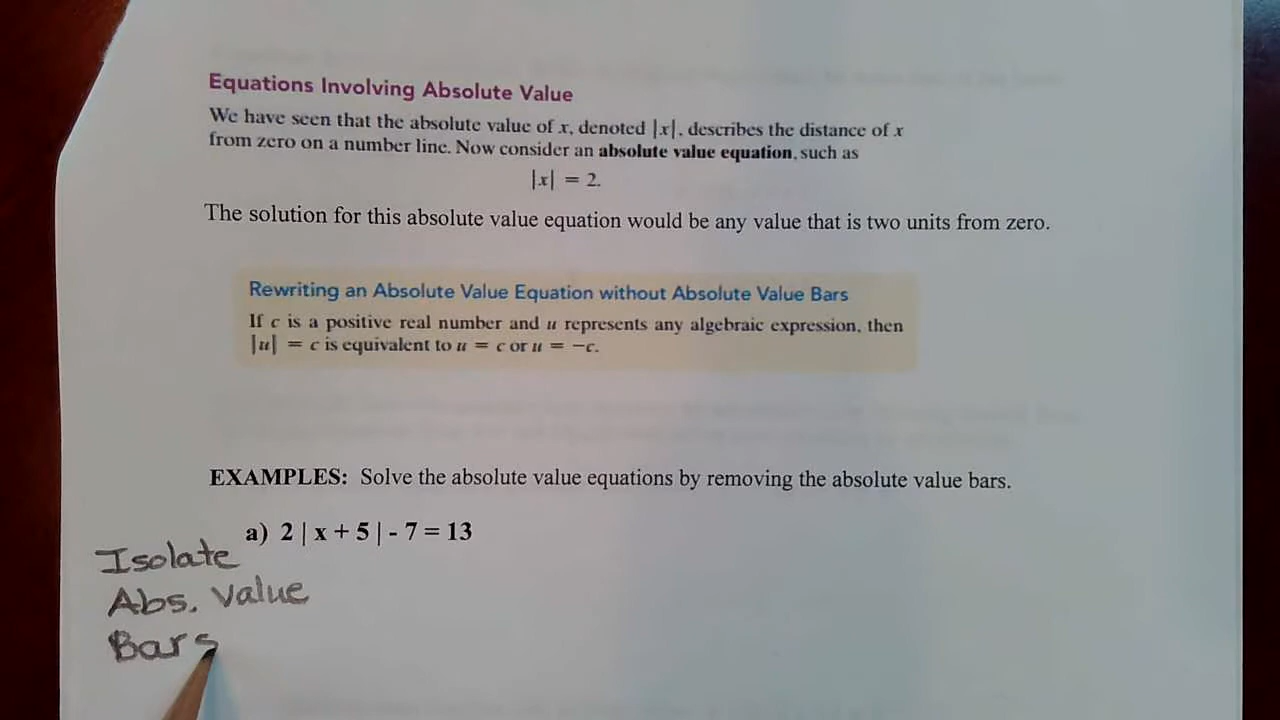 Equations Involving Absolute Value
We have seen that the absolute value of x, denoted |x|, describes the distance of x
from zero on a number line. Now consider an absolute value equation, such as
|x| = 2.
The solution for this absolute value equation would be any value that is two units from zero.
Rewriting an Absolute Value Equation without Absolute Value Bars
If c is a positive real number and u represents any algebraic expression, then
|u| = c is equivalent to u = c or u = −c.
EXAMPLES: Solve the absolute value equations by removing the absolute value bars.
a) 2 | x + 5 | - 7 = 13
Isolate
Abs. Value
Bars